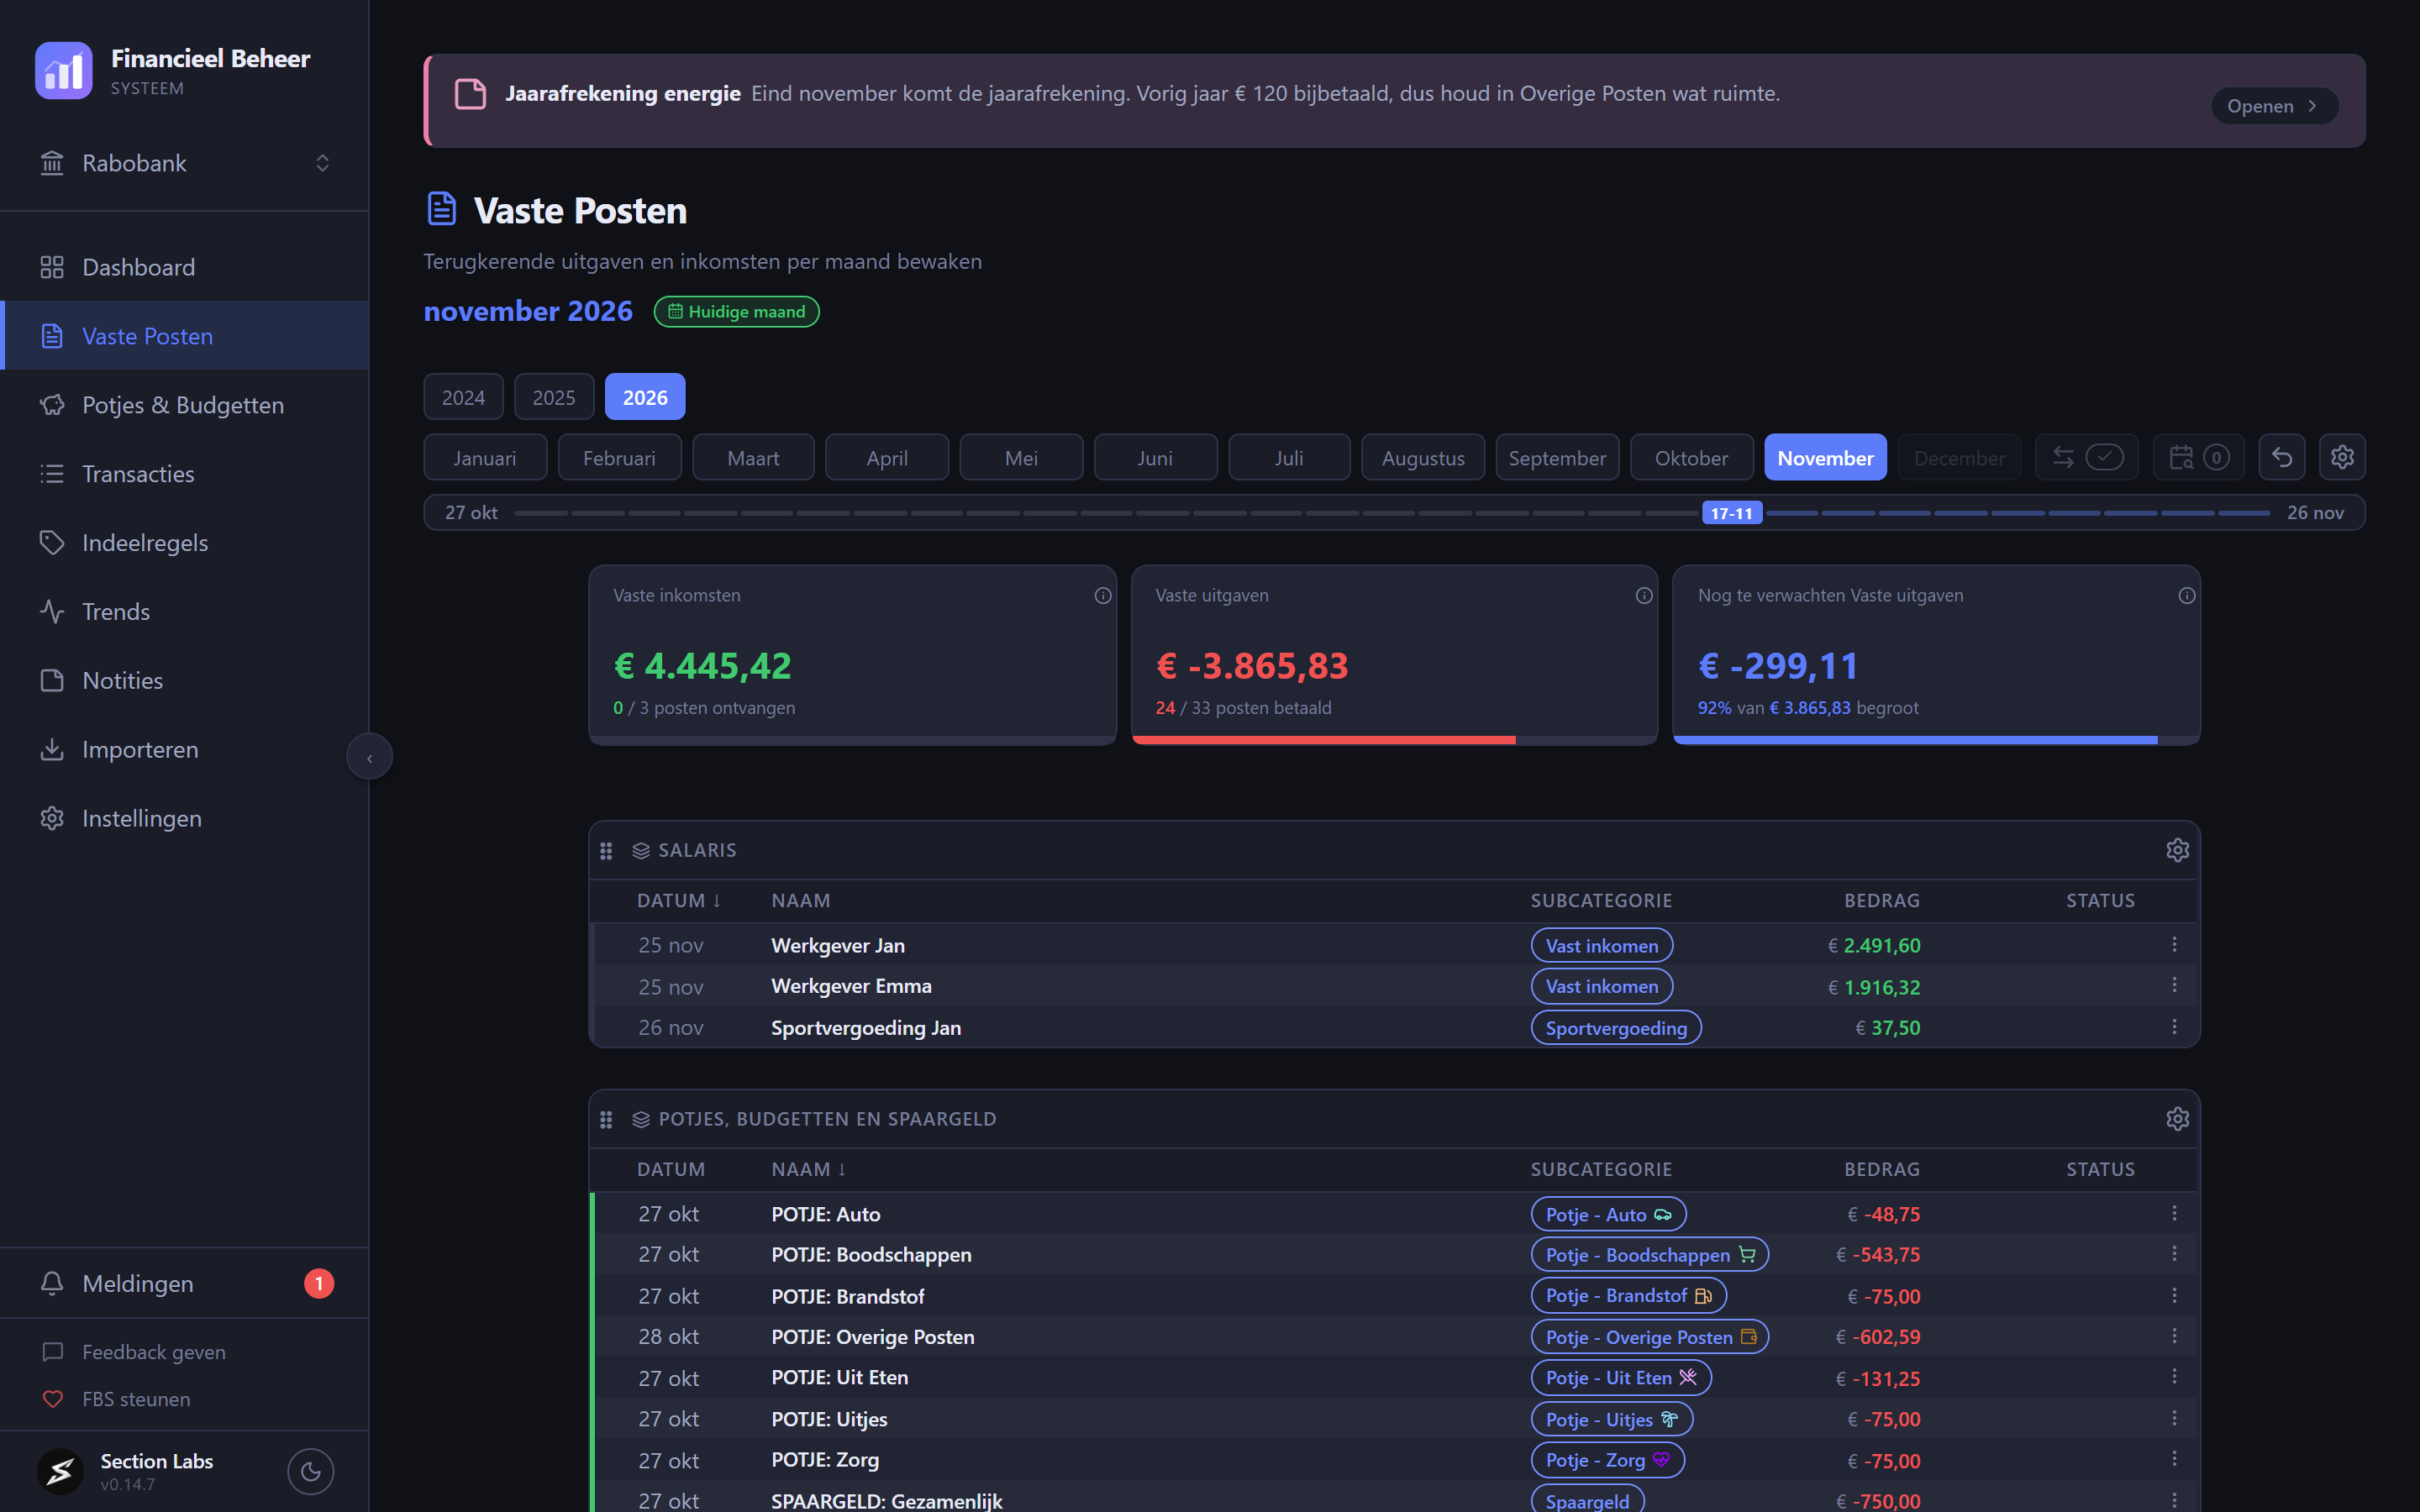 Financieel Beheer
SYSTEEM
Rabobank
Dashboard
Vaste Posten
Potjes & Budgetten
Transacties
Indeelregels
Trends
Notities
Importeren
Instellingen
Meldingen 1
Feedback geven
FBS steunen
Section Labs
v0.14.7
Jaarafrekening energie Eind november komt de jaarafrekening. Vorig jaar € 120 bijbetaald, dus houd in Overige Posten wat ruimte.
Openen
Vaste Posten
Terugkerende uitgaven en inkomsten per maand bewaken
november 2026 Huidige maand
2024 2025 2026
Januari Februari Maart April Mei Juni Juli Augustus September Oktober November December 0
27 okt 17-11 26 nov
Vaste inkomsten
€ 4.445,42
0 / 3 posten ontvangen
Vaste uitgaven
€ -3.865,83
24 / 33 posten betaald
Nog te verwachten Vaste uitgaven
€ -299,11
92% van € 3.865,83 begroot
SALARIS
DATUM ↓ NAAM SUBCATEGORIE BEDRAG STATUS
25 nov Werkgever Jan Vast inkomen € 2.491,60
25 nov Werkgever Emma Vast inkomen € 1.916,32
26 nov Sportvergoeding Jan Sportvergoeding € 37,50
POTJES, BUDGETTEN EN SPAARGELD
DATUM NAAM ↓ SUBCATEGORIE BEDRAG STATUS
27 okt POTJE: Auto Potje - Auto € -48,75
27 okt POTJE: Boodschappen Potje - Boodschappen € -543,75
27 okt POTJE: Brandstof Potje - Brandstof € -75,00
28 okt POTJE: Overige Posten Potje - Overige Posten € -602,59
27 okt POTJE: Uit Eten Potje - Uit Eten € -131,25
27 okt POTJE: Uitjes Potje - Uitjes € -75,00
27 okt POTJE: Zorg Potje - Zorg € -75,00
27 okt SPAARGELD: Gezamenlijk Spaargeld € -750,00